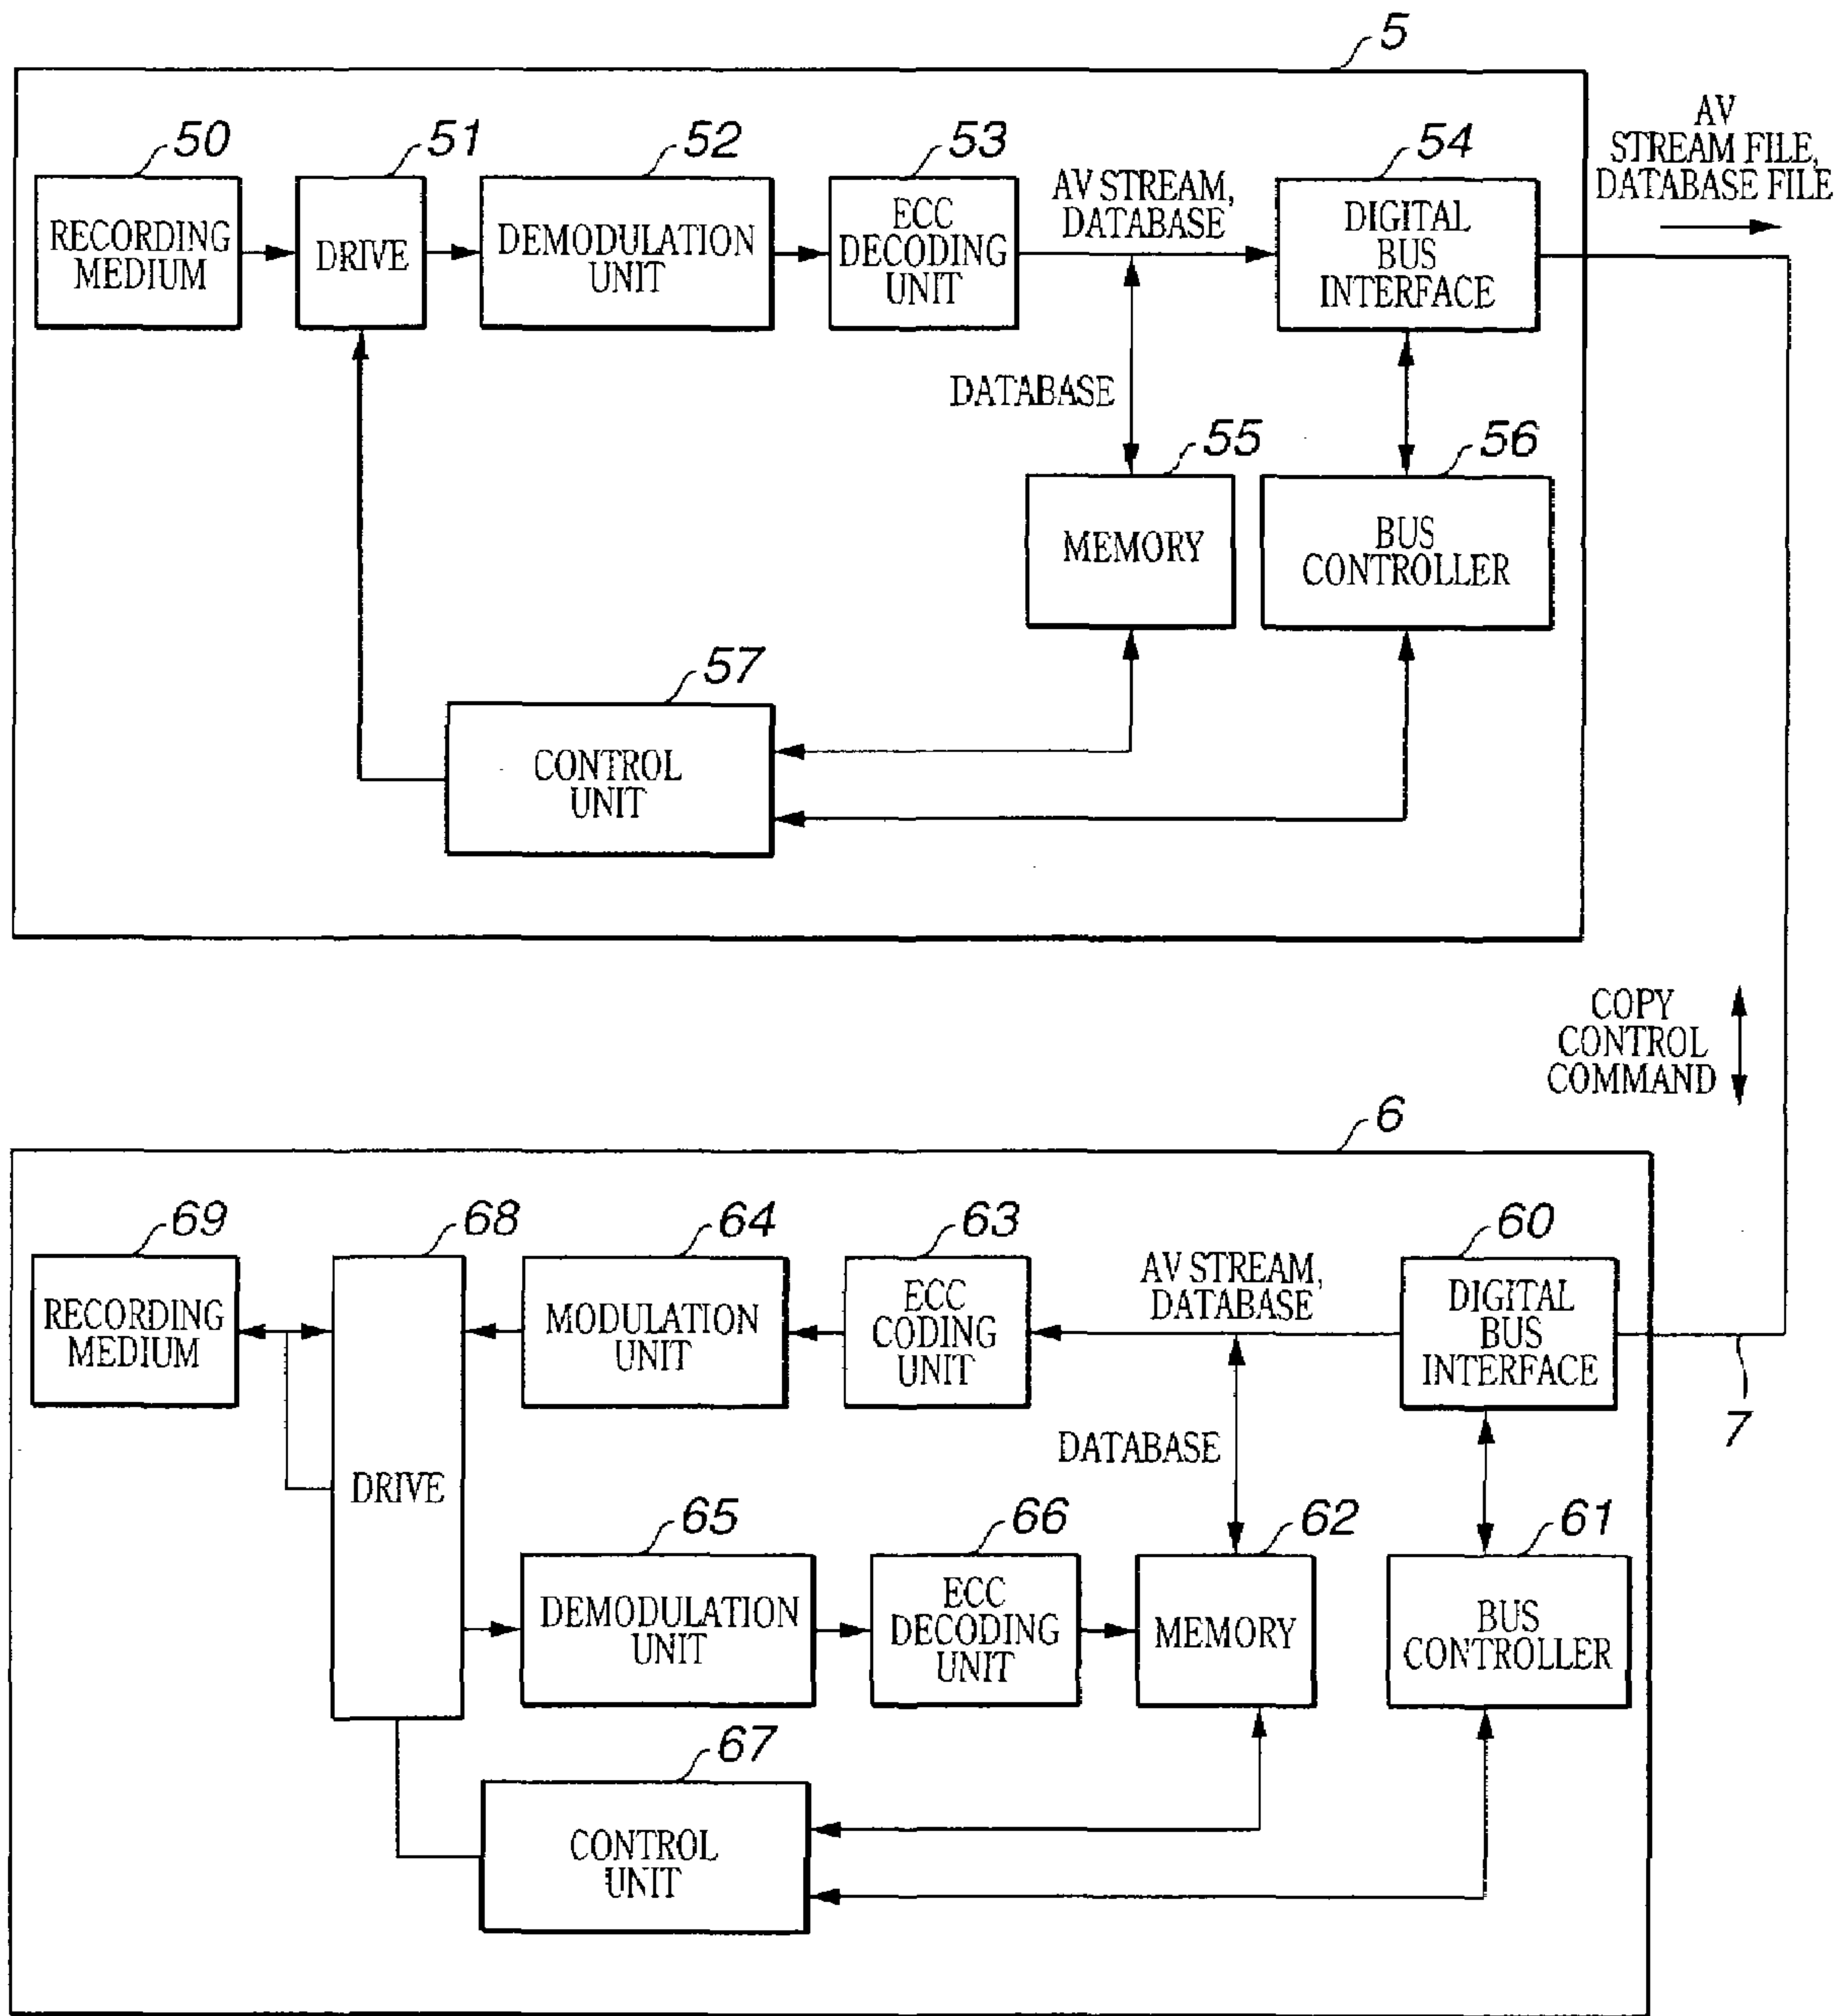 5
50
51
52
53
54
AV
STREAM FILE,
DATABASE FILE
RECORDING
MEDIUM
DRIVE
DEMODULATION
UNIT
ECC
DECODING
UNIT
AV STREAM,
DATABASE
DIGITAL
BUS
INTERFACE
DATABASE
55
56
MEMORY
BUS
CONTROLLER
57
CONTROL
UNIT
COPY
CONTROL
COMMAND
6
69
68
64
63
60
RECORDING
MEDIUM
DRIVE
MODULATION
UNIT
ECC
CODING
UNIT
AV STREAM,
DATABASE
DIGITAL
BUS
INTERFACE
7
DATABASE
65
66
62
61
DEMODULATION
UNIT
ECC
DECODING
UNIT
MEMORY
BUS
CONTROLLER
67
CONTROL
UNIT